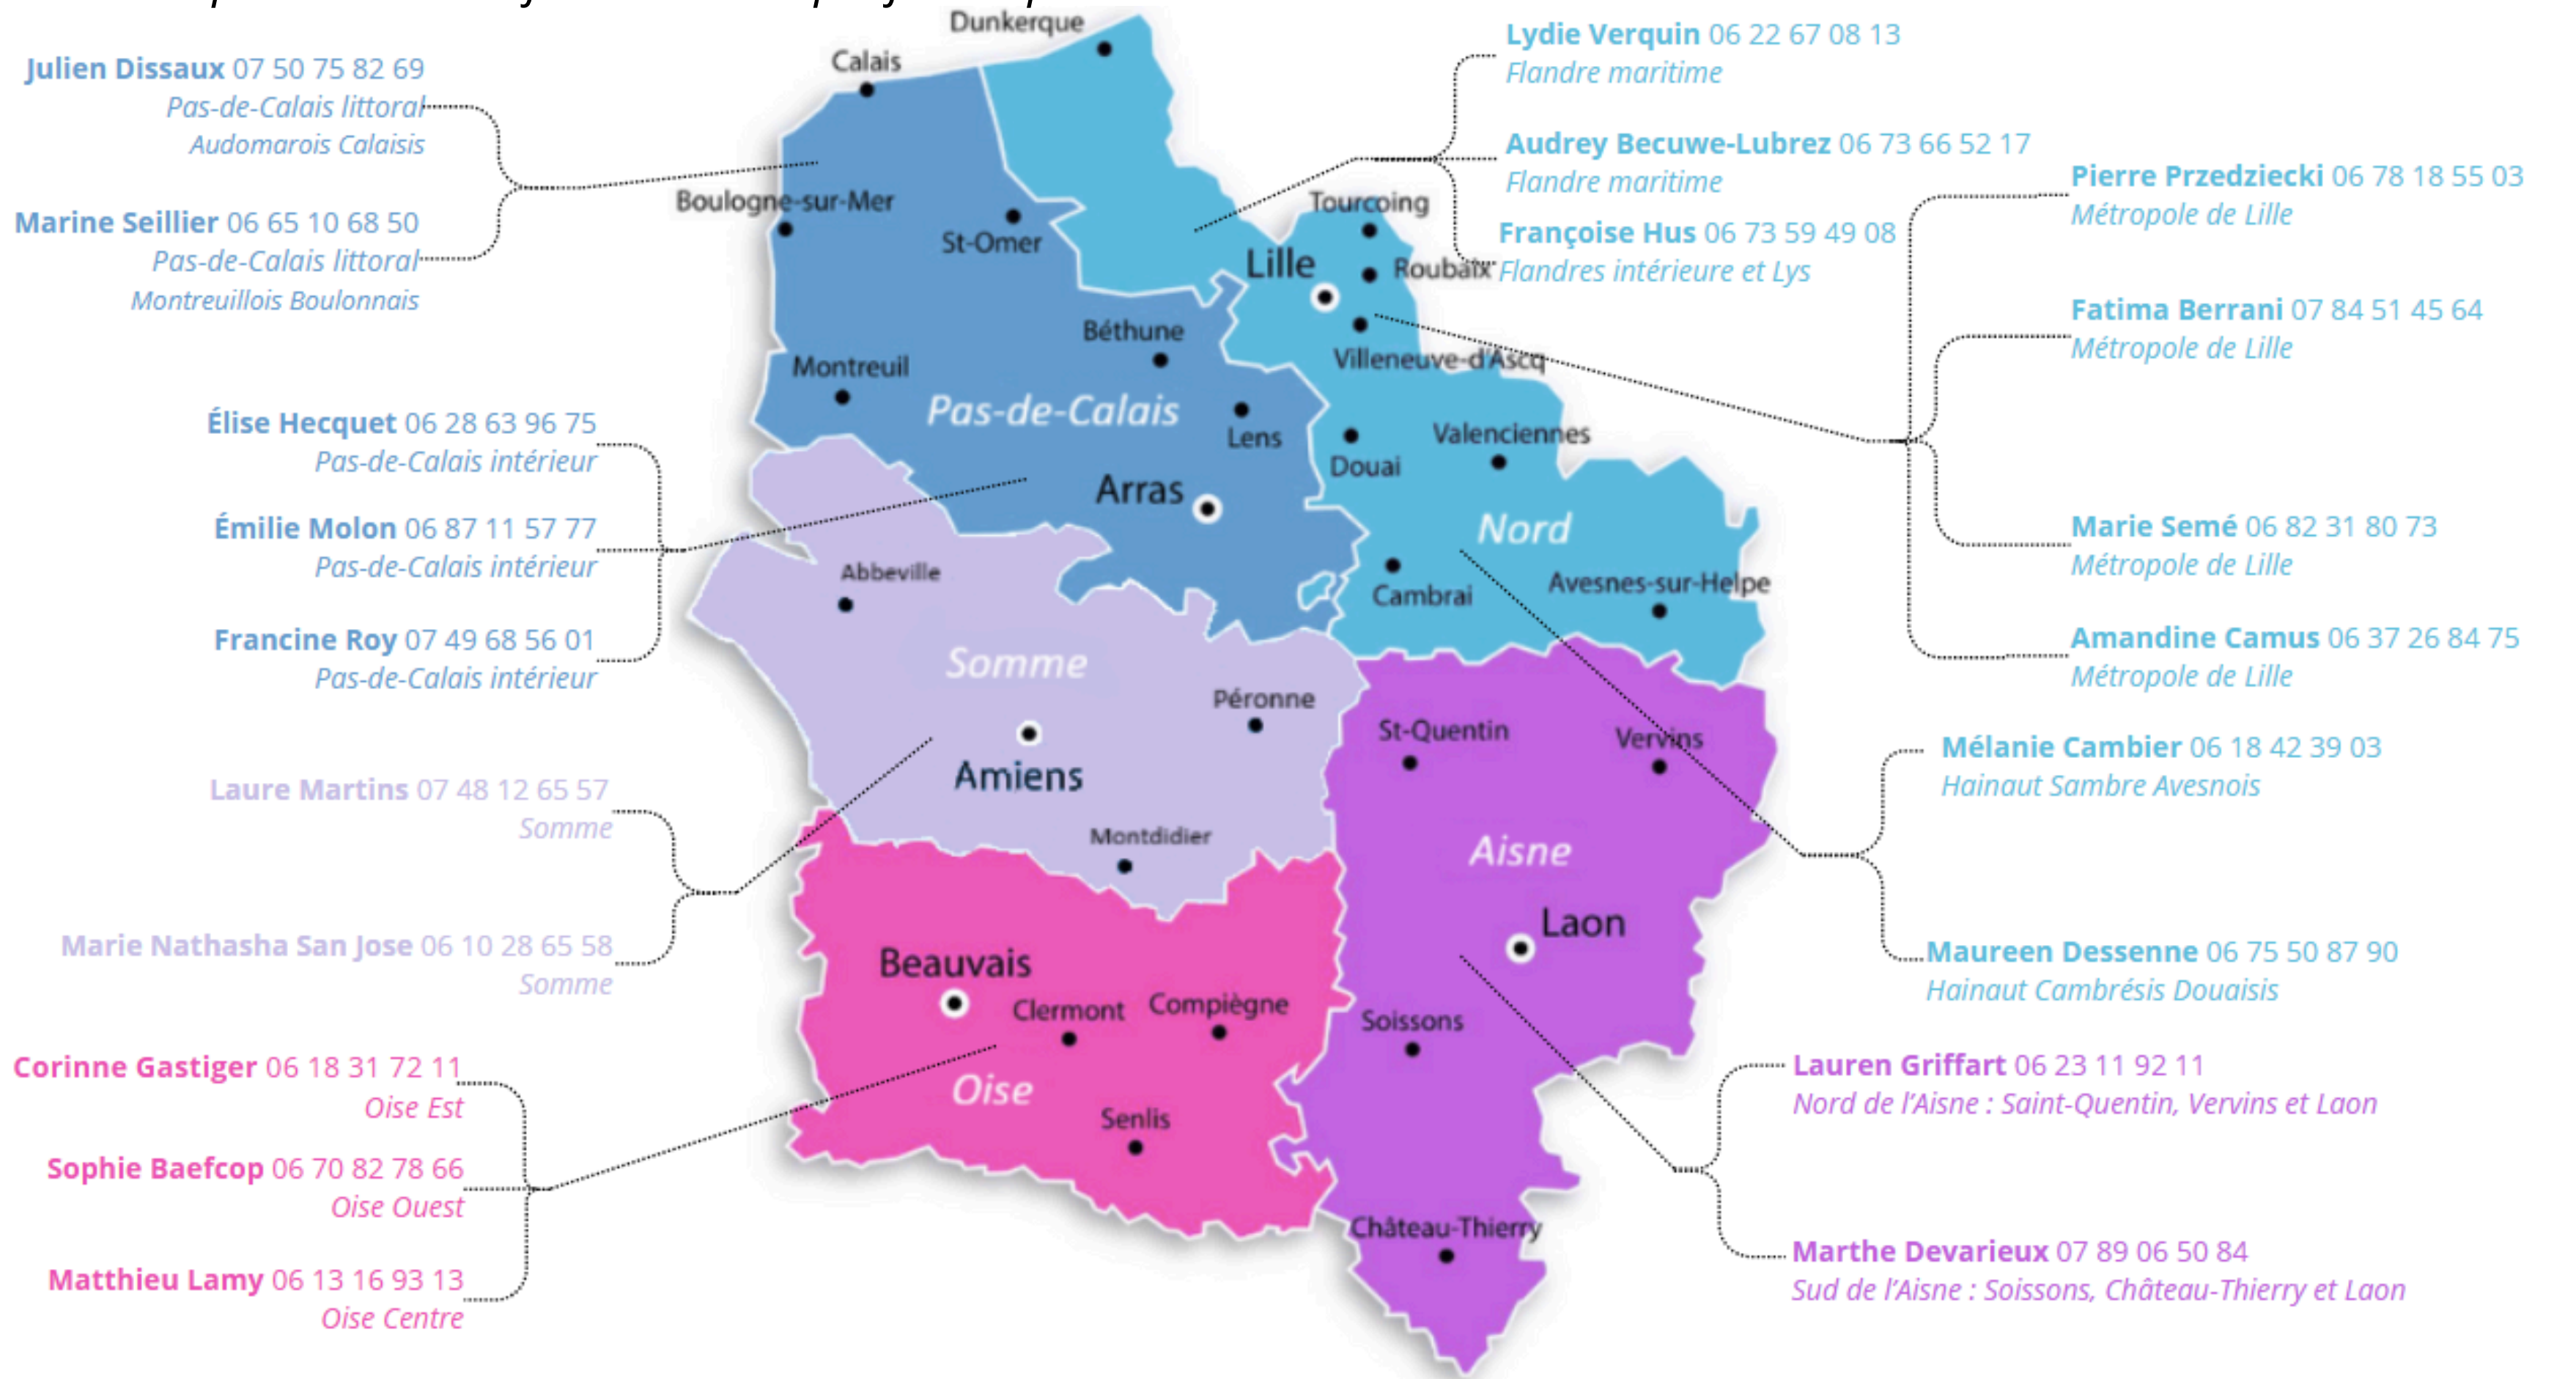 Julien Dissaux 07 50 75 82 69
Pas-de-Calais littoral
Audomarois Calaisis
Marine Seillier 06 65 10 68 50
Pas-de-Calais littoral
Montreuillois Boulonnais
Élise Hecquet 06 28 63 96 75
Pas-de-Calais intérieur
Émilie Molon 06 87 11 57 77
Pas-de-Calais intérieur
Francine Roy 07 49 68 56 01
Pas-de-Calais intérieur
Laure Martins 07 48 12 65 57
Somme
Marie Nathasha San Jose 06 10 28 65 58
Somme
Corinne Gastiger 06 18 31 72 11
Oise Est
Sophie Baefcop 06 70 82 78 66
Oise Ouest
Matthieu Lamy 06 13 16 93 13
Oise Centre
Dunkerque
Calais
Boulogne-sur-Mer
St-Omer
Tourcoing
Lille
Roubaix
Villeneuve-d'Ascq
Béthune
Montreuil
Pas-de-Calais
Lens
Douai
Valenciennes
Arras
Nord
Cambrai
Avesnes-sur-Helpe
Abbeville
Somme
Péronne
Amiens
Montdidier
St-Quentin
Vervins
Aisne
Laon
Beauvais
Clermont
Compiègne
Soissons
Oise
Senlis
Château-Thierry
Lydie Verquin 06 22 67 08 13
Flandre maritime
Audrey Becuwe-Lubrez 06 73 66 52 17
Flandre maritime
Françoise Hus 06 73 59 49 08
Flandres intérieure et Lys
Pierre Przedziecki 06 78 18 55 03
Métropole de Lille
Fatima Berrani 07 84 51 45 64
Métropole de Lille
Marie Semé 06 82 31 80 73
Métropole de Lille
Amandine Camus 06 37 26 84 75
Métropole de Lille
Mélanie Cambier 06 18 42 39 03
Hainaut Sambre Avesnois
Maureen Dessenne 06 75 50 87 90
Hainaut Cambrésis Douaisis
Lauren Griffart 06 23 11 92 11
Nord de l'Aisne : Saint-Quentin, Vervins et Laon
Marthe Devarieux 07 89 06 50 84
Sud de l'Aisne : Soissons, Château-Thierry et Laon